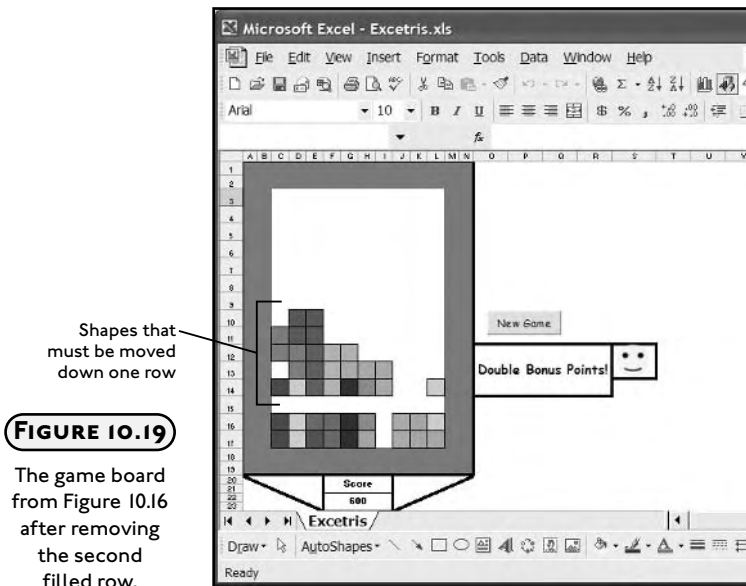 Microsoft Excel - Excetris.xls
File Edit View Insert Format Tools Data Window Help
Arial 10 B I U $ % ,
fx
A B C D E F G H I J K L M N O P Q R S T U V
1
2
3
4
5
6
7
8
9
10
11
12
13
14
15
16
17
18
19
20
21
22
23
New Game
Double Bonus Points!
Score
600
Shapes that
must be moved
down one row
FIGURE 10.19
The game board
from Figure 10.16
after removing
the second
filled row.
Excetris
Draw AutoShapes
Ready